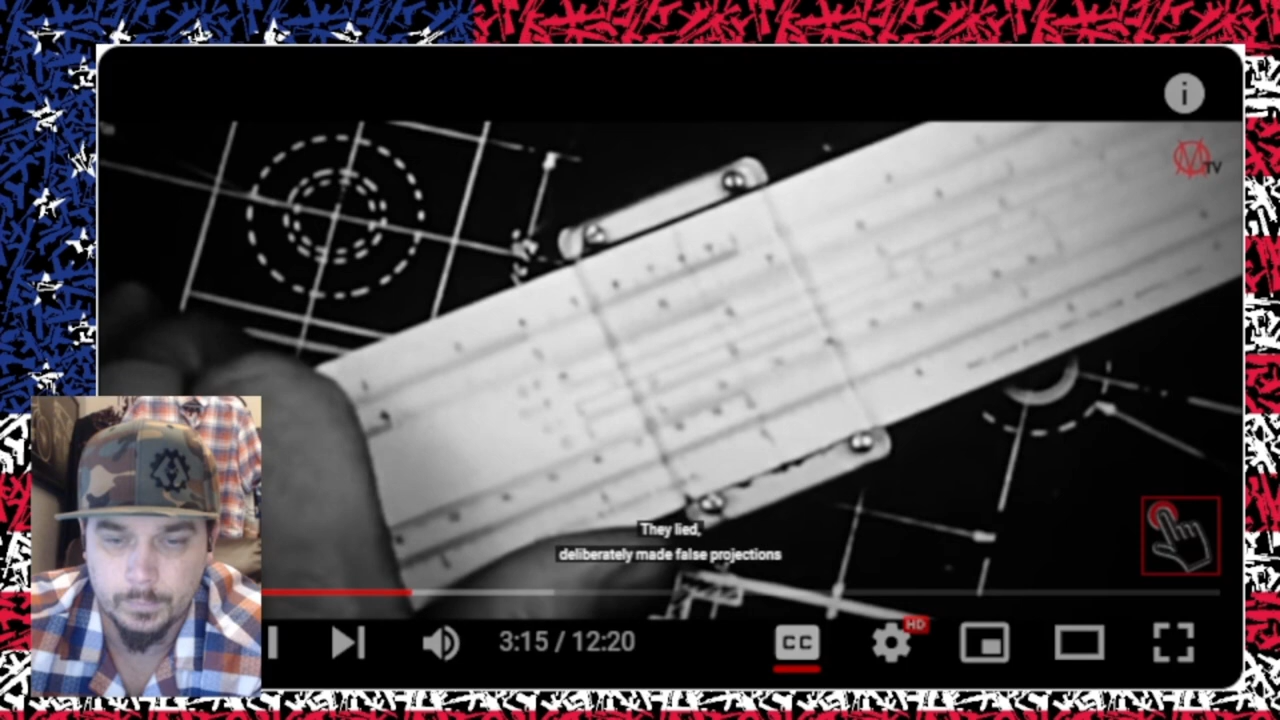 i
TV
They lied,
deliberately made false projections
3:15 / 12:20
CC
HD